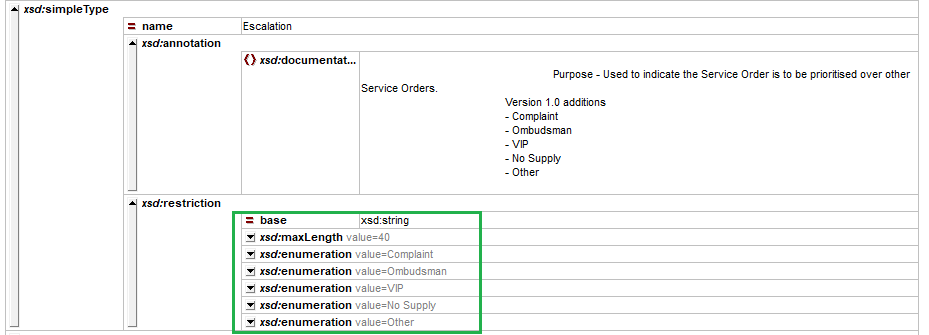 xsd:simpleType
name Escalation
xsd:annotation
xsd:documentat... Purpose - Used to indicate the Service Order is to be prioritised over other
Service Orders.
Version 1.0 additions
- Complaint
- Ombudsman
- VIP
- No Supply
- Other
xsd:restriction
base xsd:string
xsd:maxLength value=40
xsd:enumeration value=Complaint
xsd:enumeration value=Ombudsman
xsd:enumeration value=VIP
xsd:enumeration value=No Supply
xsd:enumeration value=Other